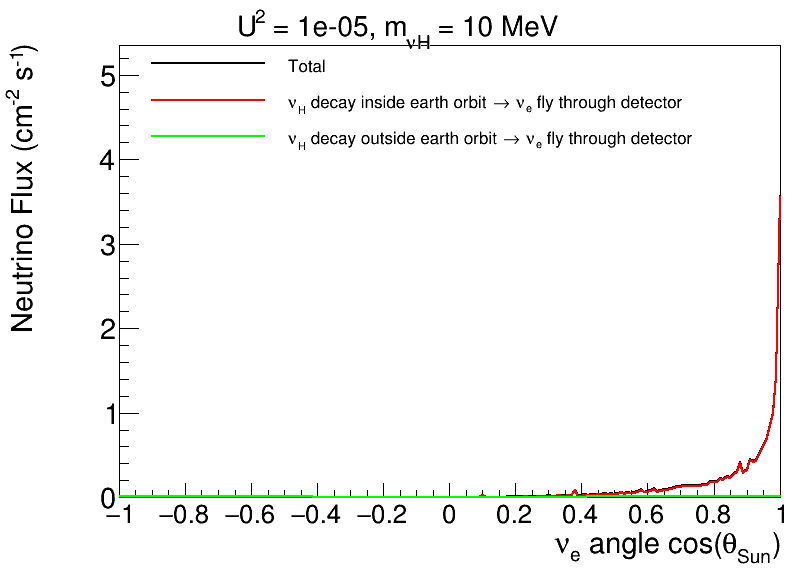 U² = 1e-05, m_νH = 10 MeV
Neutrino Flux (cm⁻² s⁻¹)
Total
ν_H decay inside earth orbit → ν_e fly through detector
ν_H decay outside earth orbit → ν_e fly through detector
5
4
3
2
1
0
−1 −0.8 −0.6 −0.4 −0.2 0 0.2 0.4 0.6 0.8 1
ν_e angle cos(θ_Sun)